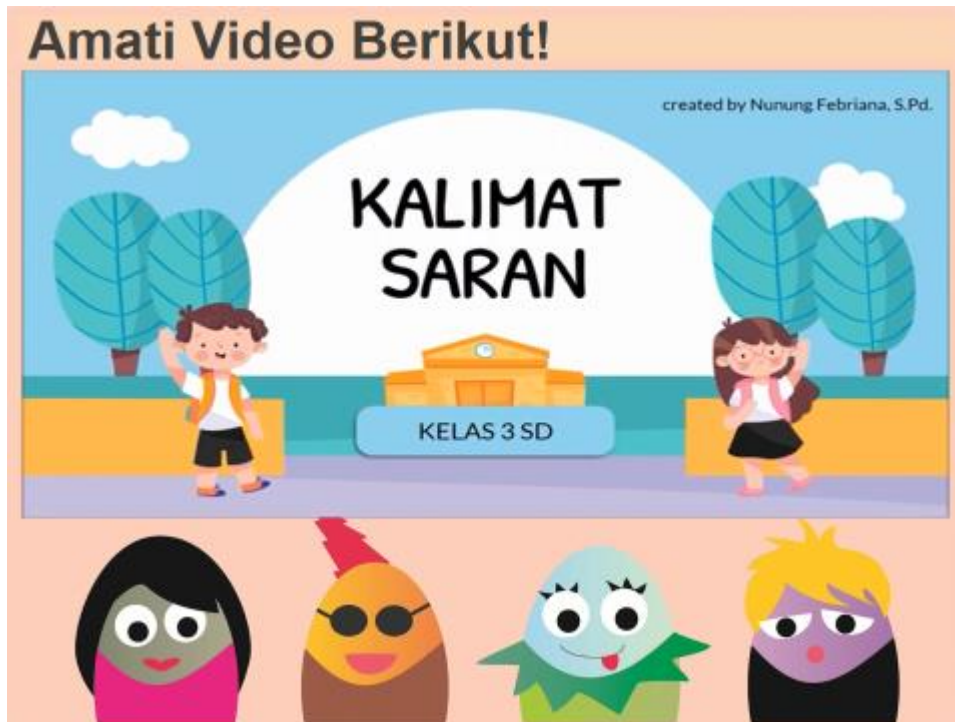 Amati Video Berikut!
created by Nunung Febriana, S.Pd.
KALIMAT
SARAN
KELAS 3 SD